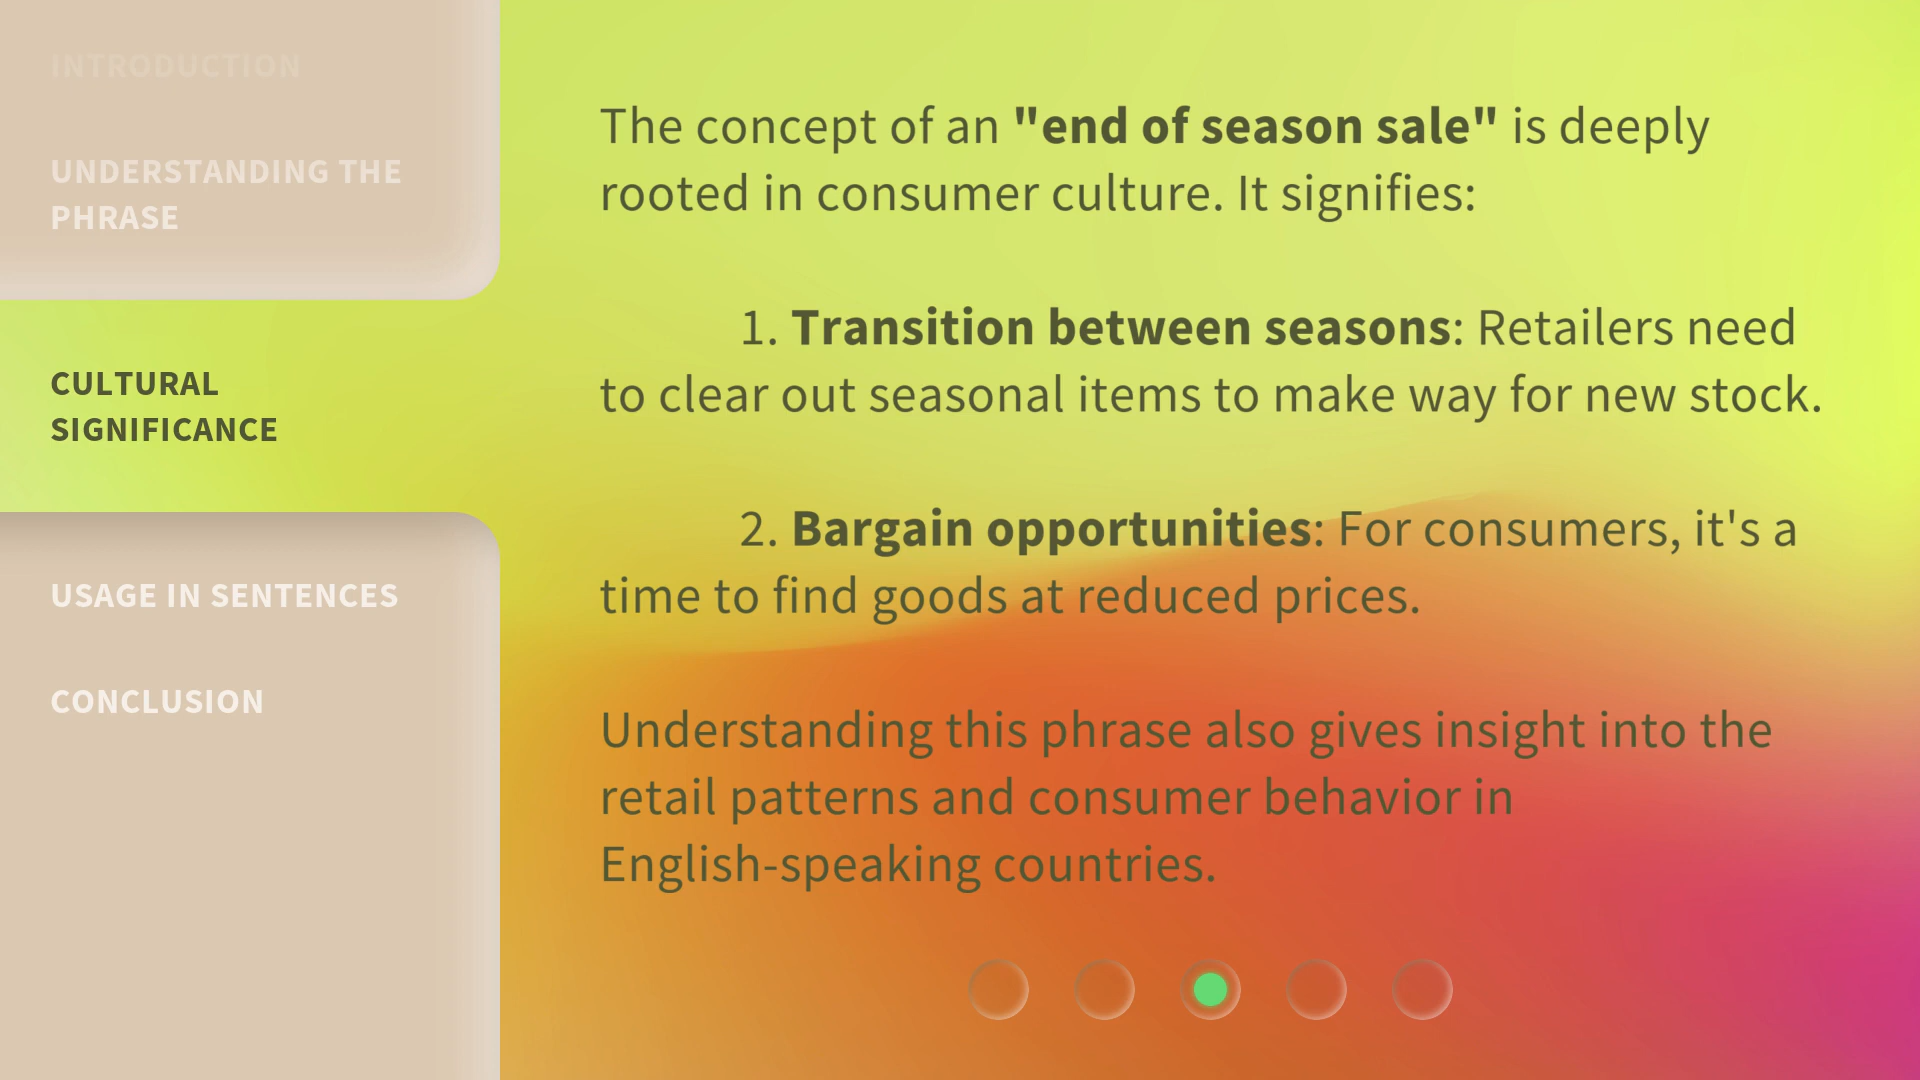 INTRODUCTION
UNDERSTANDING THE
PHRASE
CULTURAL
SIGNIFICANCE
USAGE IN SENTENCES
CONCLUSION
The concept of an "end of season sale" is deeply
rooted in consumer culture. It signifies:
1. Transition between seasons: Retailers need
to clear out seasonal items to make way for new stock.
2. Bargain opportunities: For consumers, it's a
time to find goods at reduced prices.
Understanding this phrase also gives insight into the
retail patterns and consumer behavior in
English-speaking countries.